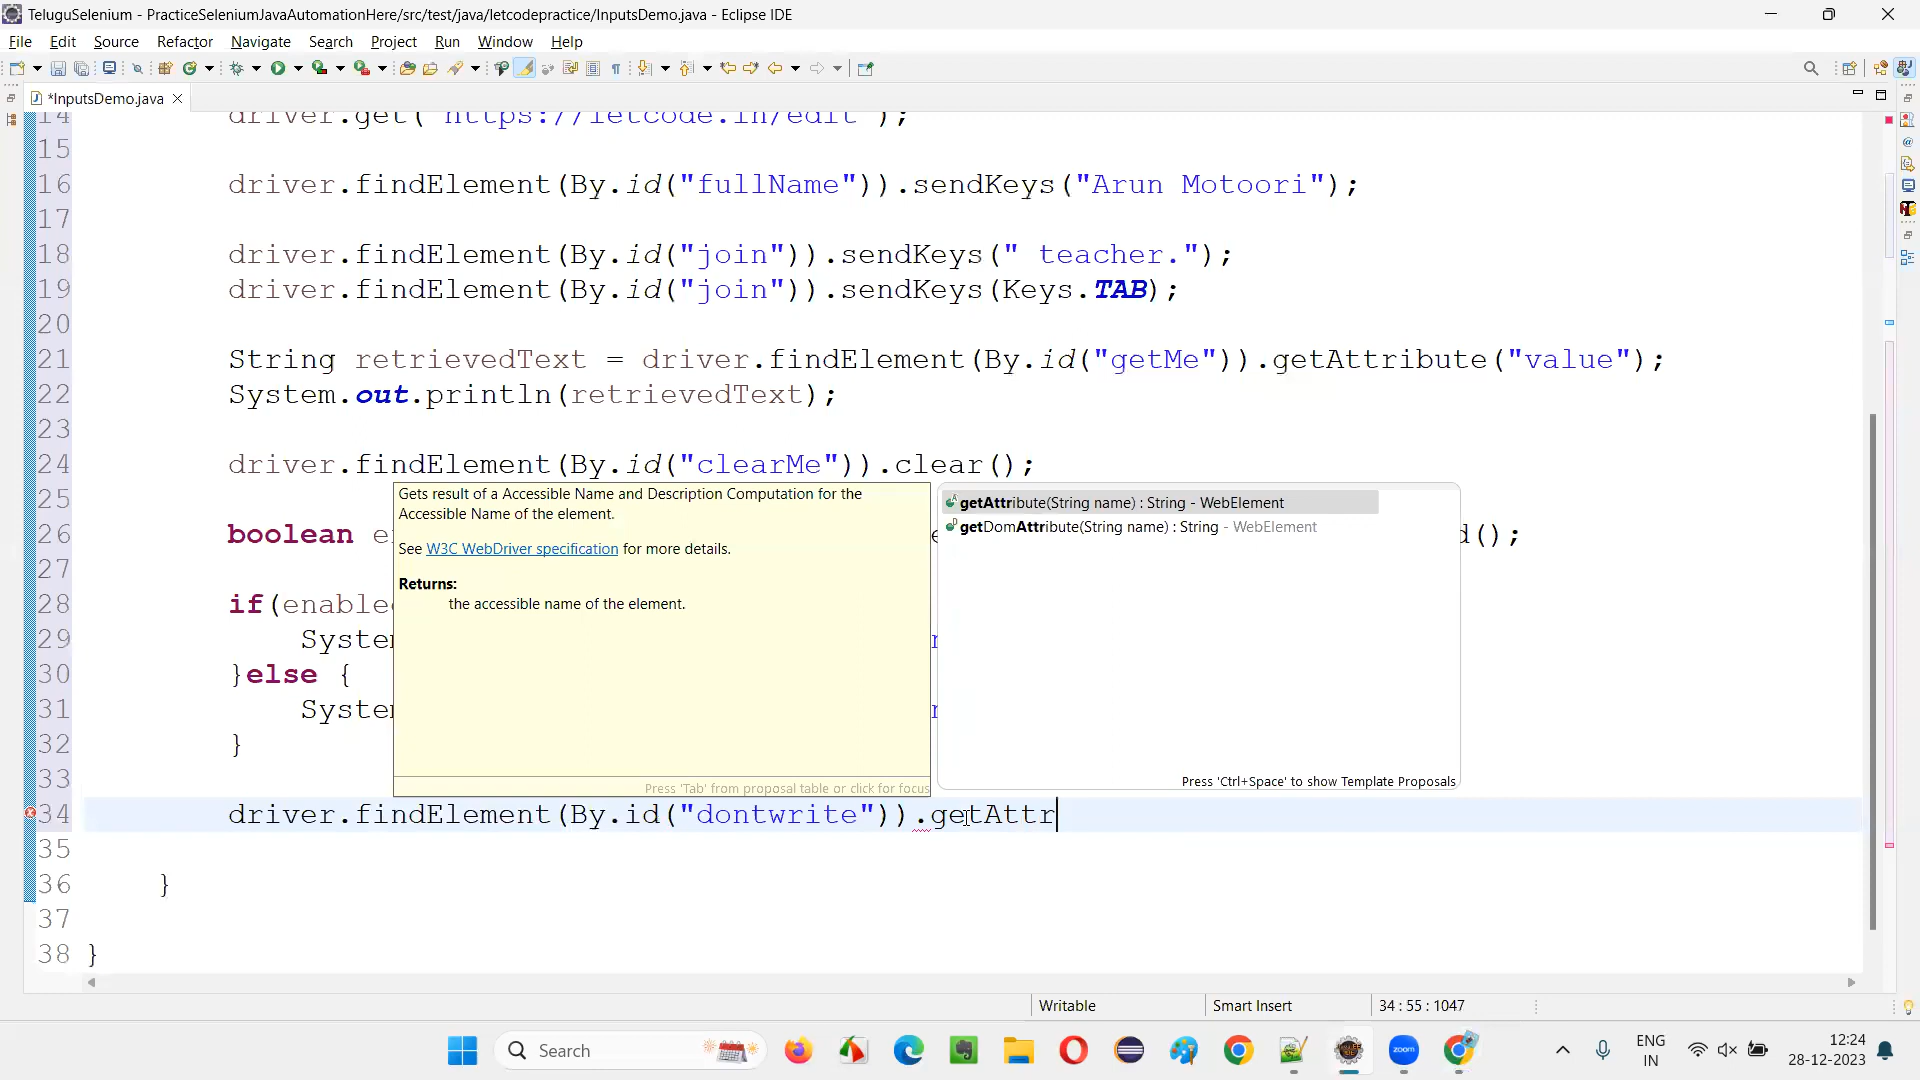 TeluguSelenium - PracticeSeleniumJavaAutomationHere/src/test/java/letcodepractice/InputsDemo.java - Eclipse IDE
File Edit Source Refactor Navigate Search Project Run Window Help
*InputsDemo.java
14 driver.get("https://letcode.in/edit");
15
16 driver.findElement(By.id("fullName")).sendKeys("Arun Motoori");
17
18 driver.findElement(By.id("join")).sendKeys(" teacher.");
19 driver.findElement(By.id("join")).sendKeys(Keys.TAB);
20
21 String retrievedText = driver.findElement(By.id("getMe")).getAttribute("value");
22 System.out.println(retrievedText);
23
24 driver.findElement(By.id("clearMe")).clear();
25
26 boolean e d();
27
28 if(enable
29 Syste
30 }else {
31 Syste
32 }
33
34 driver.findElement(By.id("dontwrite")).getAttr
35
36 }
37
38 }
Gets result of a Accessible Name and Description Computation for the
Accessible Name of the element.
See W3C WebDriver specification for more details.
Returns:
the accessible name of the element.
Press 'Tab' from proposal table or click for focus
getAttribute(String name) : String - WebElement
getDomAttribute(String name) : String - WebElement
Press 'Ctrl+Space' to show Template Proposals
Writable Smart Insert 34 : 55 : 1047
Search
zoom
ENG
IN
12:24
28-12-2023